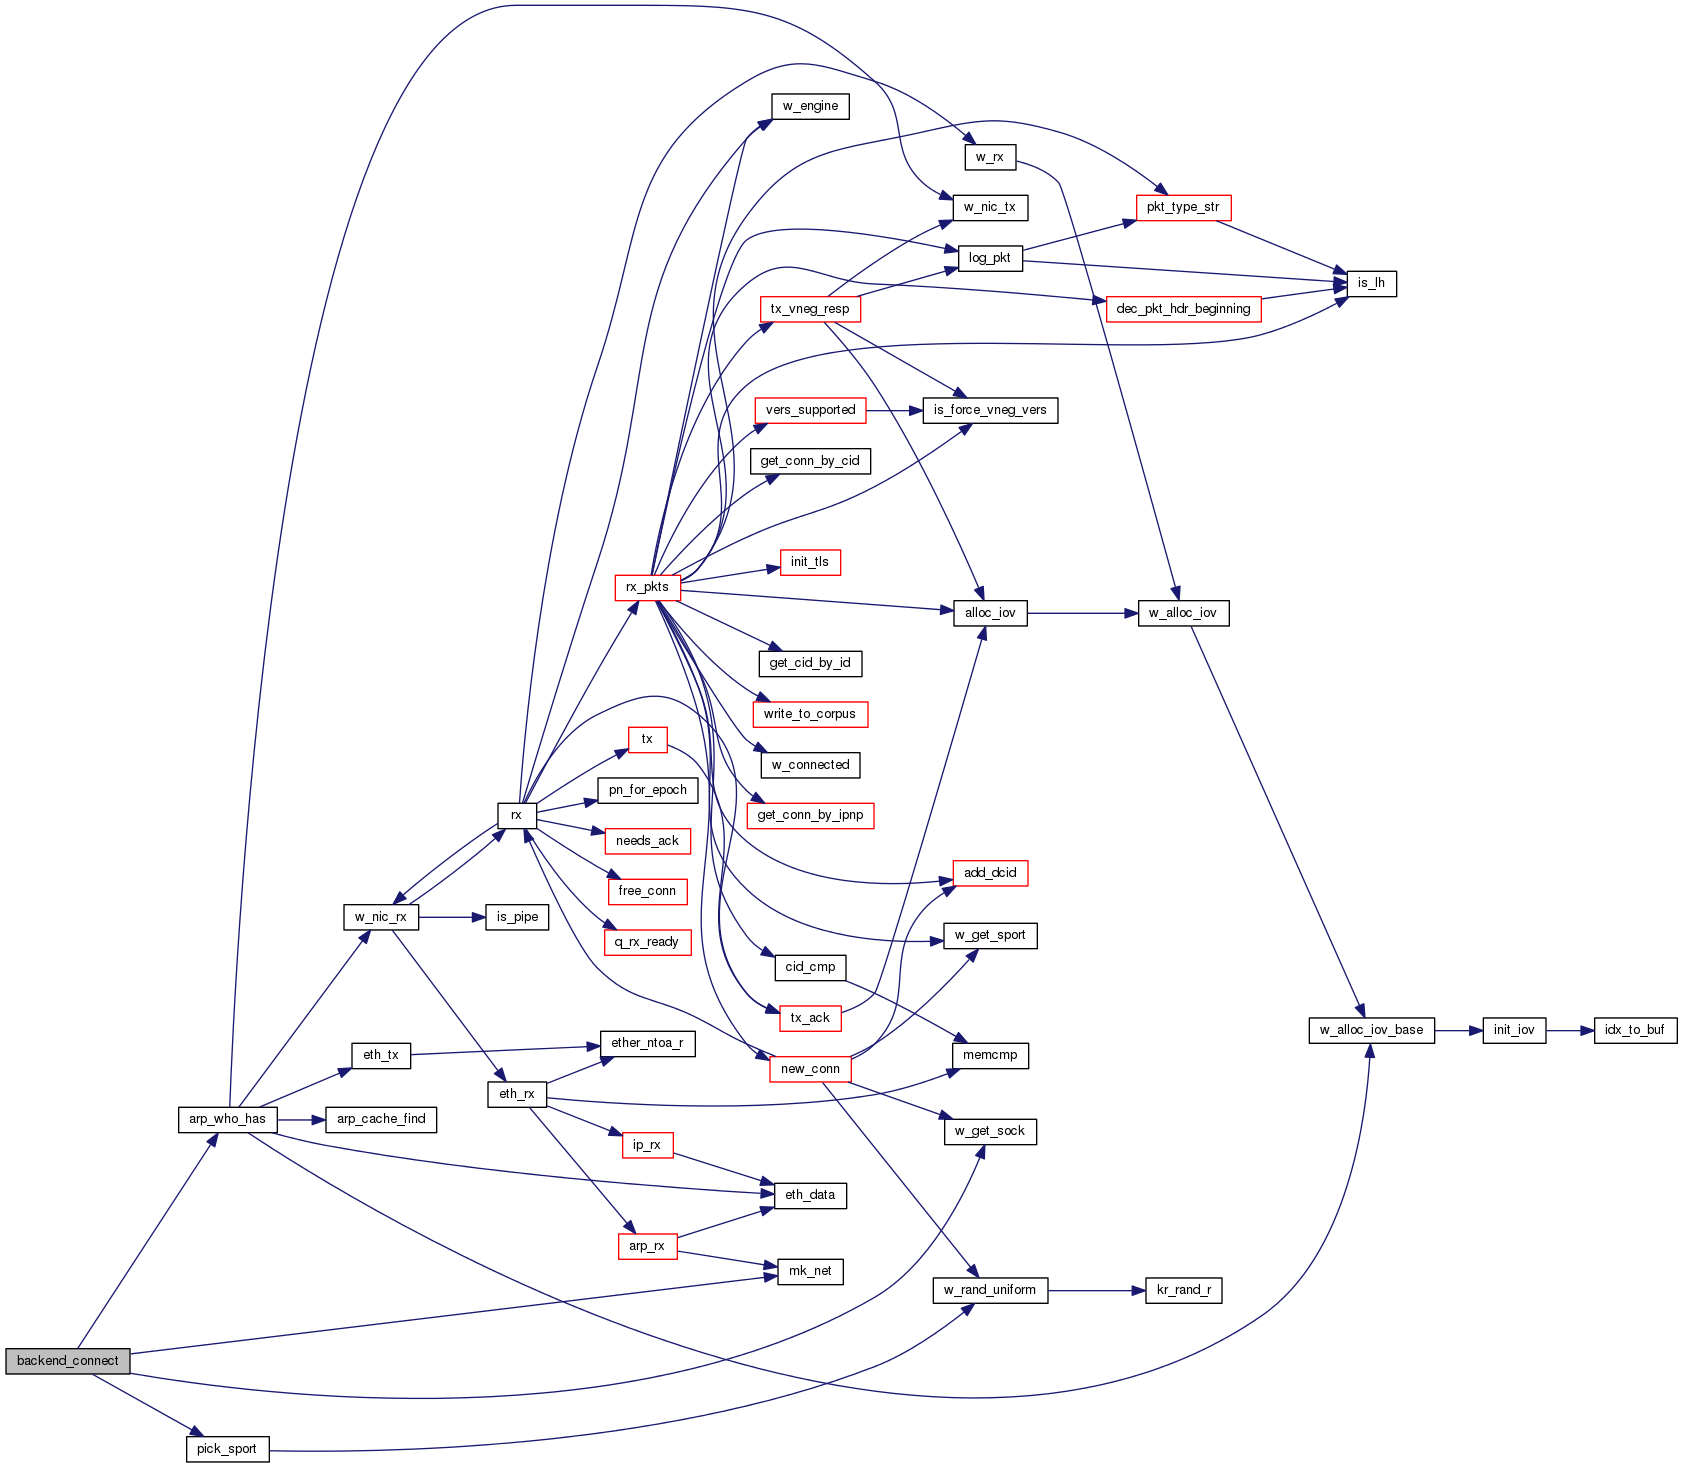 w_engine
w_rx
w_nic_tx
pkt_type_str
log_pkt
is_lh
tx_vneg_resp
dec_pkt_hdr_beginning
vers_supported
is_force_vneg_vers
get_conn_by_cid
init_tls
rx_pkts
alloc_iov
w_alloc_iov
get_cid_by_id
write_to_corpus
tx
w_connected
pn_for_epoch
rx
get_conn_by_ipnp
needs_ack
add_dcid
free_conn
w_nic_rx
is_pipe
q_rx_ready
w_get_sport
cid_cmp
tx_ack
w_alloc_iov_base
init_iov
idx_to_buf
ether_ntoa_r
eth_tx
memcmp
new_conn
eth_rx
arp_who_has
arp_cache_find
w_get_sock
ip_rx
eth_data
arp_rx
mk_net
w_rand_uniform
kr_rand_r
backend_connect
pick_sport